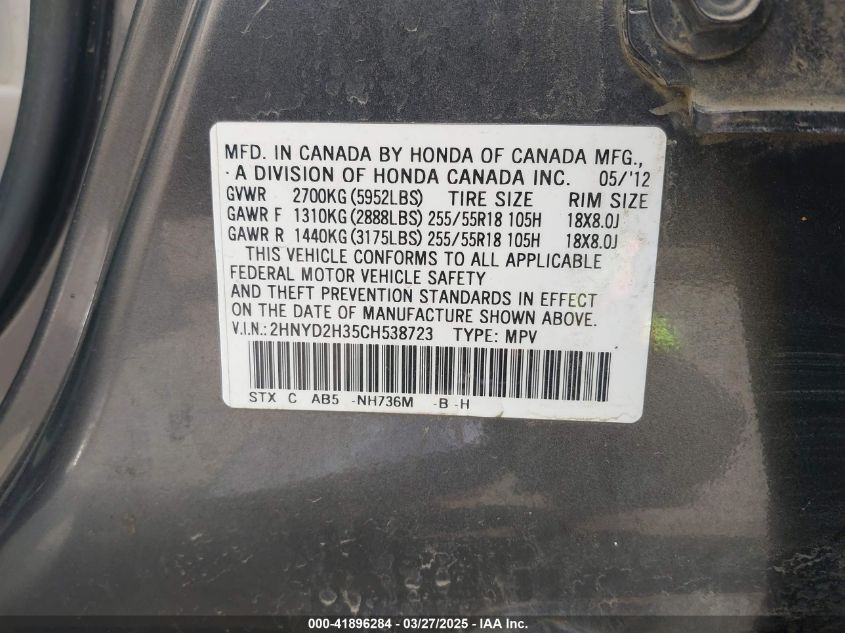 MFD. IN CANADA BY HONDA OF CANADA MFG.,
A DIVISION OF HONDA CANADA INC. 05/'12
GVWR 2700KG (5952LBS) TIRE SIZE RIM SIZE
GAWR F 1310KG (2888LBS) 255/55R18 105H 18X8.0J
GAWR R 1440KG (3175LBS) 255/55R18 105H 18X8.0J
THIS VEHICLE CONFORMS TO ALL APPLICABLE
FEDERAL MOTOR VEHICLE SAFETY
AND THEFT PREVENTION STANDARDS IN EFFECT
ON THE DATE OF MANUFACTURE SHOWN ABOVE.
V.I.N.: 2HNYD2H35CH538723 TYPE: MPV
STX C AB5 -NH736M -B -H
000-41896284 — 03/27/2025 — IAA Inc.